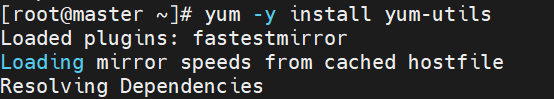 [root@master ~]# yum -y install yum-utils
Loaded plugins: fastestmirror
Loading mirror speeds from cached hostfile
Resolving Dependencies